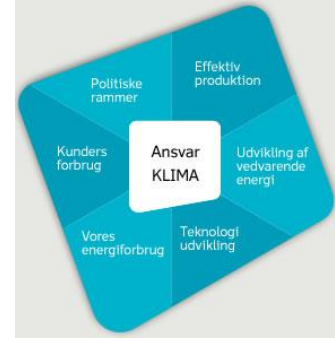 Effektiv
produktion
Politiske
rammer
Kunders
forbrug
Ansvar
KLIMA
Udvikling af
vedvarende
energi
Vores
energiforbrug
Teknologi
udvikling